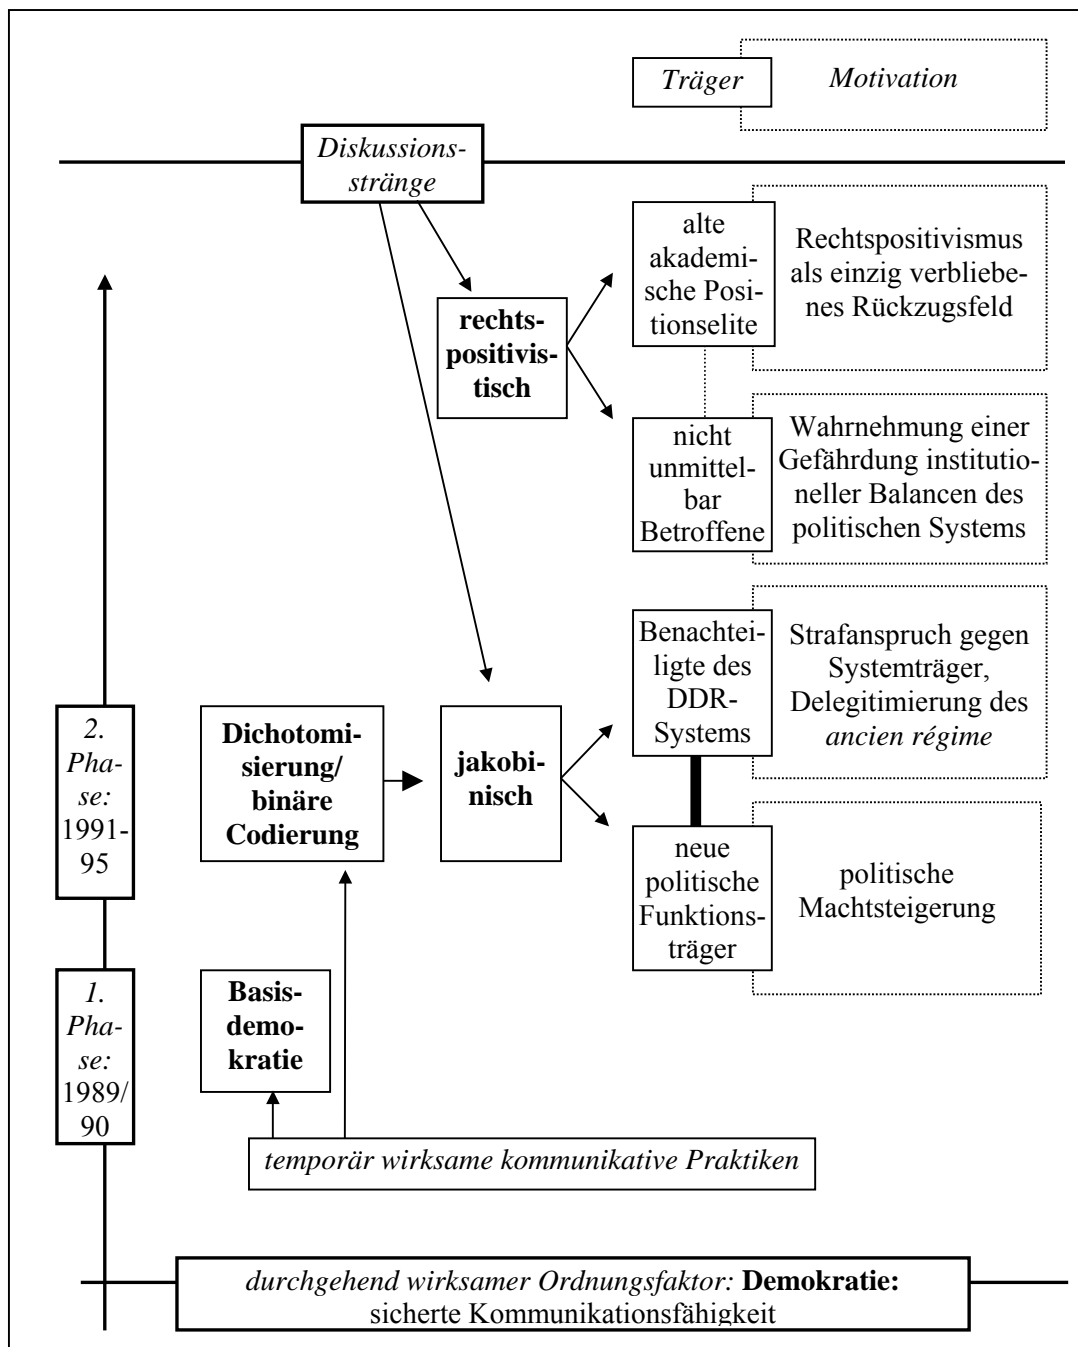 Träger
Motivation
Diskussions-
stränge
alte
akademi-
sche Posi-
tionselite
Rechtspositivismus
als einzig verbliebe-
nes Rückzugsfeld
rechts-
positivis-
tisch
nicht
unmittel-
bar
Betroffene
Wahrnehmung einer
Gefährdung institutio-
neller Balancen des
politischen Systems
Benachtei-
ligte des
DDR-
Systems
Strafanspruch gegen
Systemträger,
Delegitimierung des
ancien régime
2.
Pha-
se:
1991-
95
Dichotomi-
sierung/
binäre
Codierung
jakobi-
nisch
neue
politische
Funktions-
träger
politische
Machtsteigerung
1.
Pha-
se:
1989/
90
Basis-
demo-
kratie
temporär wirksame kommunikative Praktiken
durchgehend wirksamer Ordnungsfaktor: Demokratie:
sicherte Kommunikationsfähigkeit